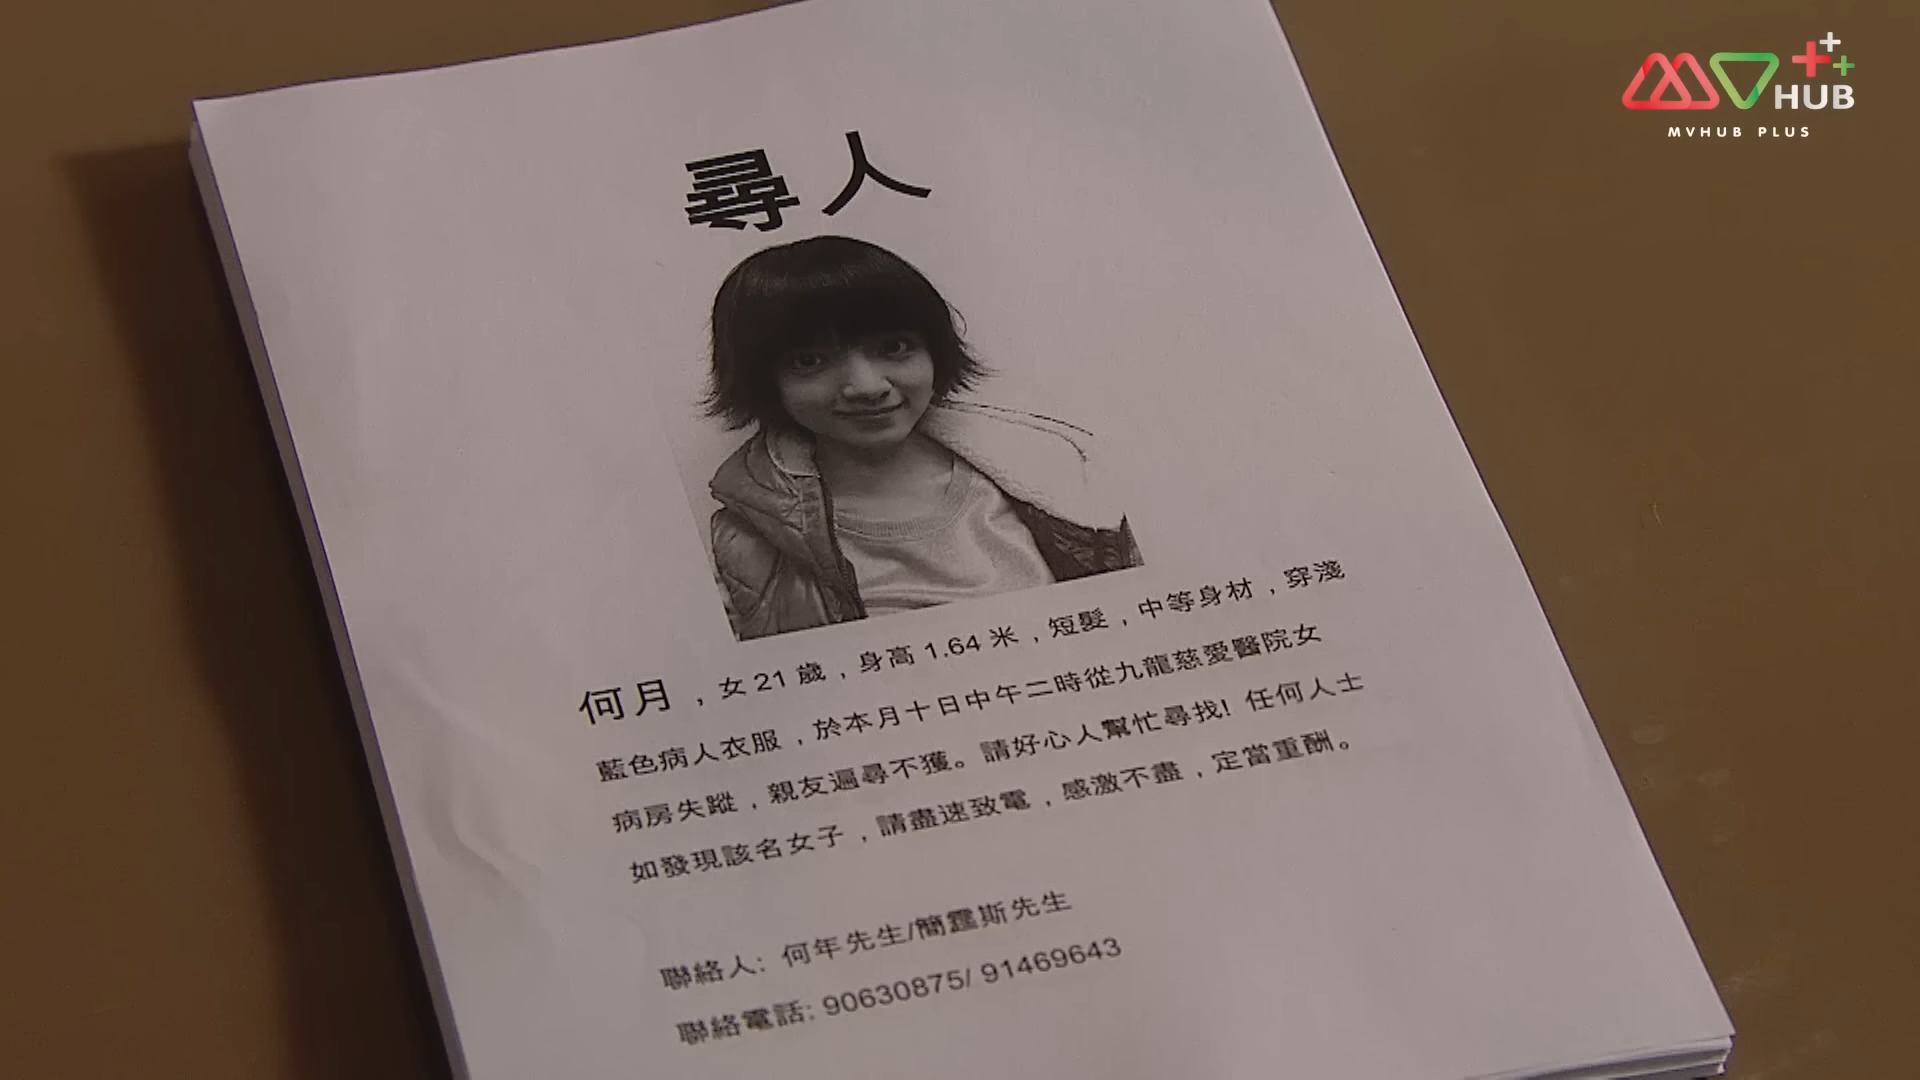 尋人
何月，女21歲，身高1.64米，短髮，中等身材，穿淺
藍色病人衣服，於本月十日中午二時從九龍慈愛醫院女
病房失蹤，親友遍尋不獲。請好心人幫忙尋找! 任何人士
如發現該名女子，請盡速致電，感激不盡，定當重酬。
聯絡人: 何年先生/簡霆斯先生
聯絡電話: 90630875/ 91469643
HUB
MVHUB PLUS